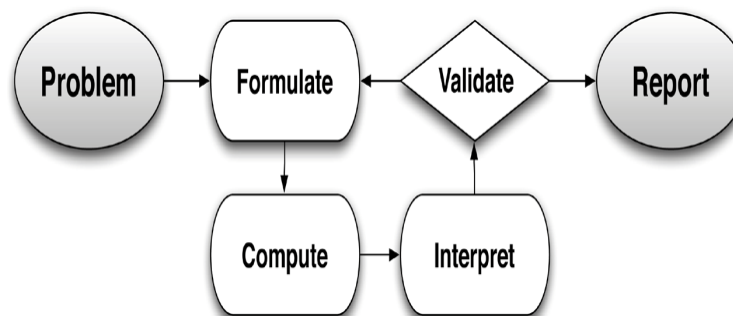 Problem
Formulate
Validate
Report
Compute
Interpret